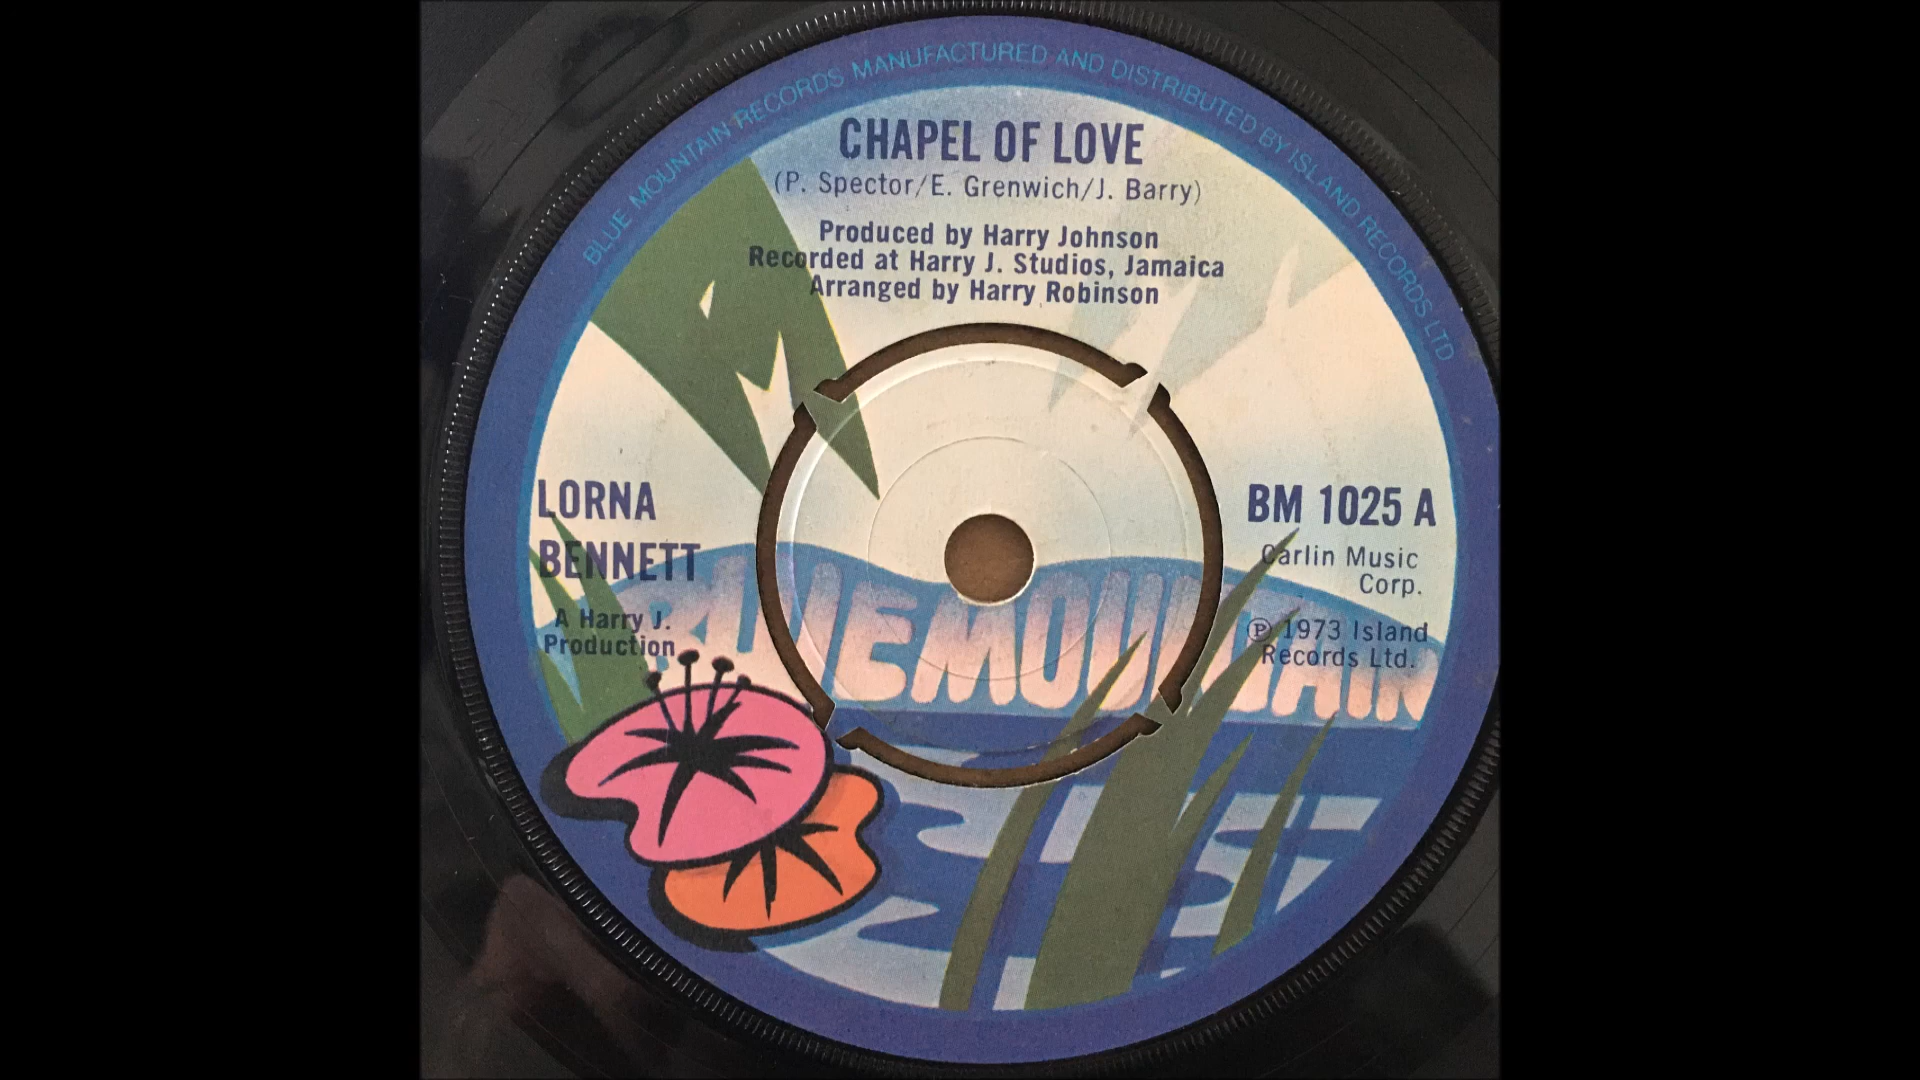 BLUE MOUNTAIN RECORDS MANUFACTURED AND DISTRIBUTED BY ISLAND RECORDS LTD
CHAPEL OF LOVE
(P. Spector/E. Grenwich/J. Barry)
Produced by Harry Johnson
Recorded at Harry J. Studios, Jamaica
Arranged by Harry Robinson
LORNA
BENNETT
A Harry J.
Production
BM 1025 A
Carlin Music
Corp.
℗ 1973 Island
Records Ltd.
BLUE MOUNTAIN